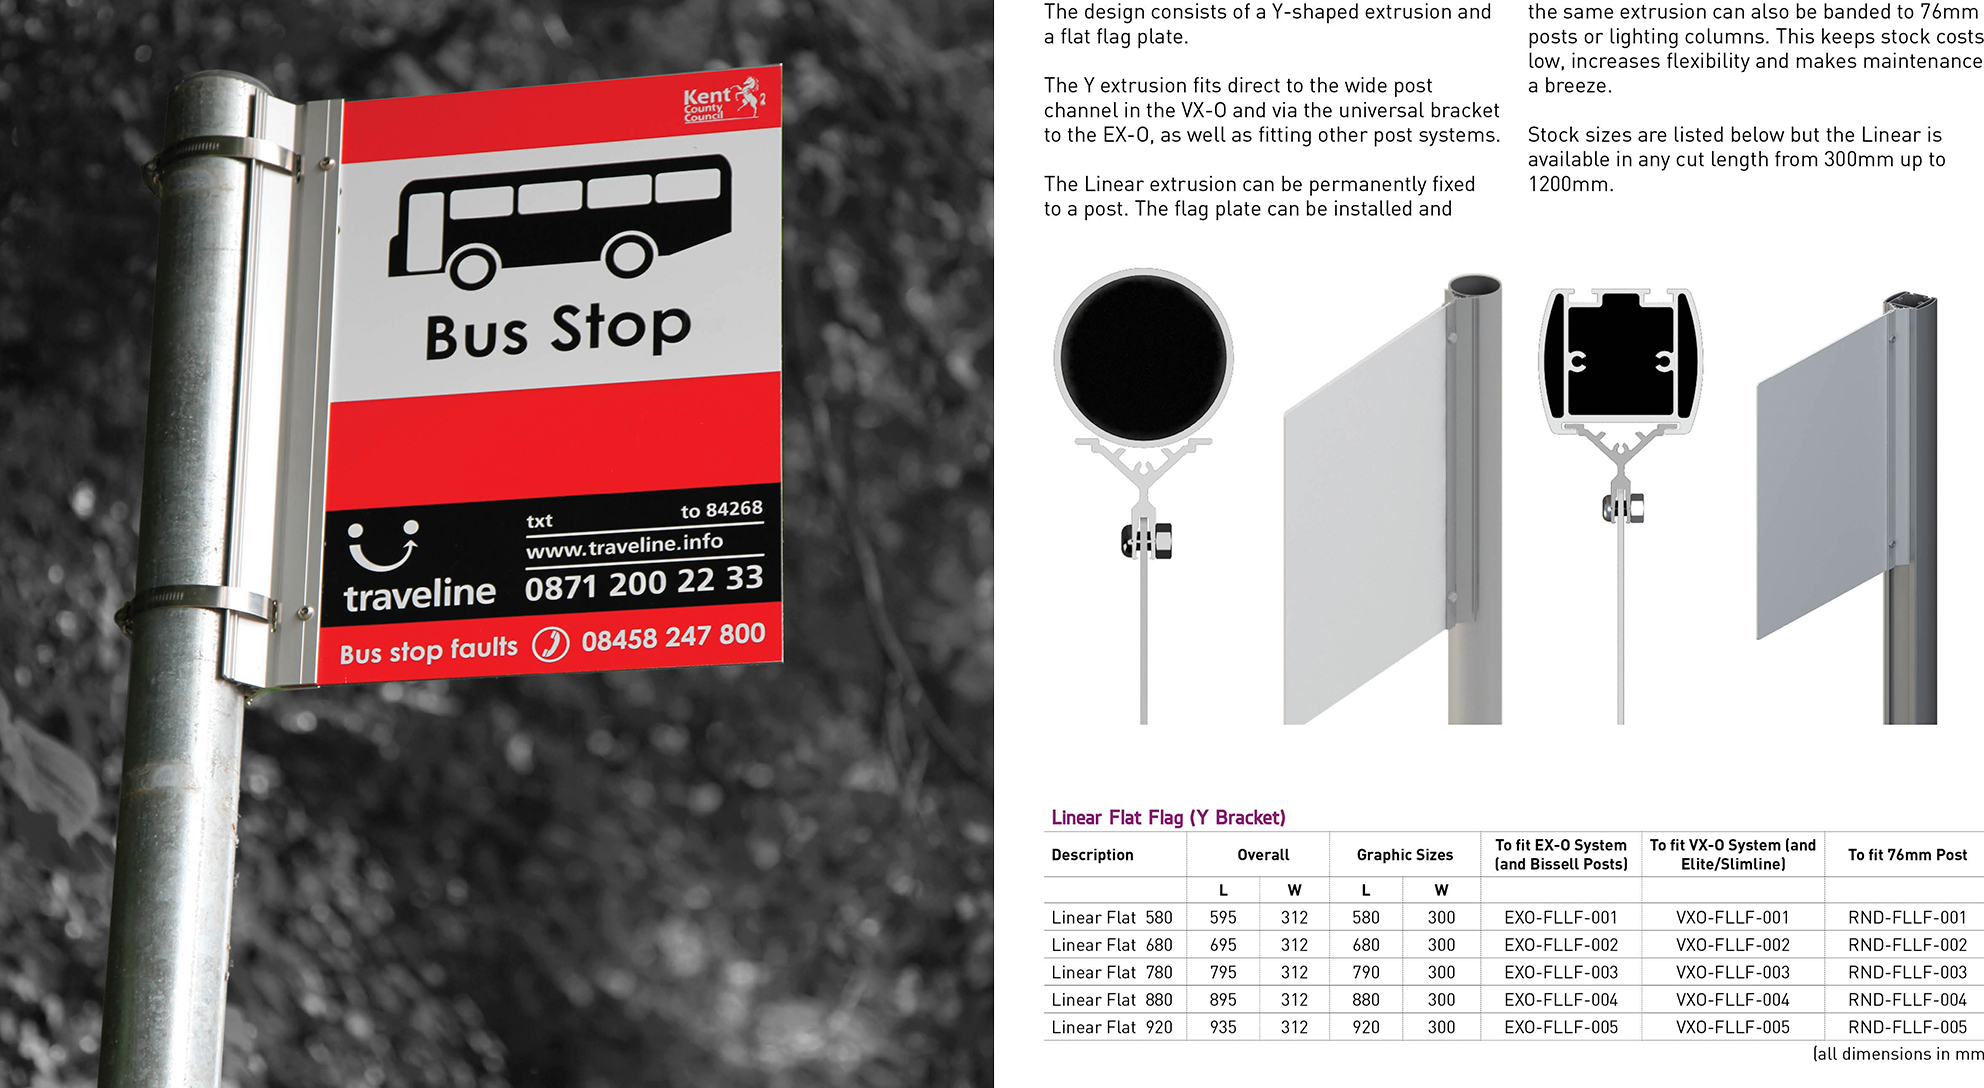 Kent
County
Council
Bus Stop
txt to 84268
www.traveline.info
traveline 0871 200 22 33
Bus stop faults 08458 247 800
The design consists of a Y-shaped extrusion and
a flat flag plate.
The Y extrusion fits direct to the wide post
channel in the VX-O and via the universal bracket
to the EX-O, as well as fitting other post systems.
The Linear extrusion can be permanently fixed
to a post. The flag plate can be installed and
the same extrusion can also be banded to 76mm
posts or lighting columns. This keeps stock costs
low, increases flexibility and makes maintenance
a breeze.
Stock sizes are listed below but the Linear is
available in any cut length from 300mm up to
1200mm.
Linear Flat Flag (Y Bracket)
Description Overall Graphic Sizes To fit EX-O System (and Bissell Posts) To fit VX-O System (and Elite/Slimline) To fit 76mm Post
L W L W
Linear Flat 580 595 312 580 300 EXO-FLLF-001 VXO-FLLF-001 RND-FLLF-001
Linear Flat 680 695 312 680 300 EXO-FLLF-002 VXO-FLLF-002 RND-FLLF-002
Linear Flat 780 795 312 790 300 EXO-FLLF-003 VXO-FLLF-003 RND-FLLF-003
Linear Flat 880 895 312 880 300 EXO-FLLF-004 VXO-FLLF-004 RND-FLLF-004
Linear Flat 920 935 312 920 300 EXO-FLLF-005 VXO-FLLF-005 RND-FLLF-005
(all dimensions in mm